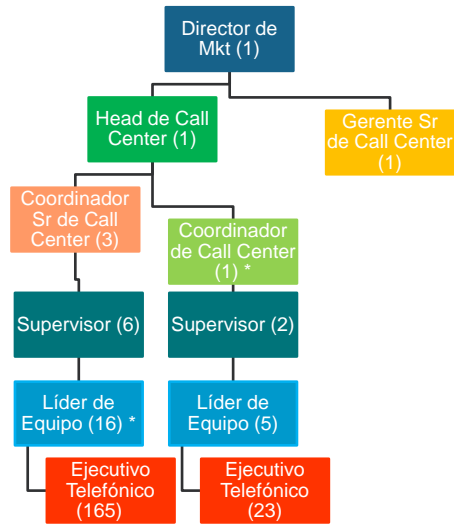 Director de
Mkt (1)
Head de Call
Center (1)
Gerente Sr
de Call Center
(1)
Coordinador
Sr de Call
Center (3)
Coordinador
de Call Center
(1) *
Supervisor (6)
Supervisor (2)
Líder de
Equipo (16) *
Líder de
Equipo (5)
Ejecutivo
Telefónico
(165)
Ejecutivo
Telefónico
(23)